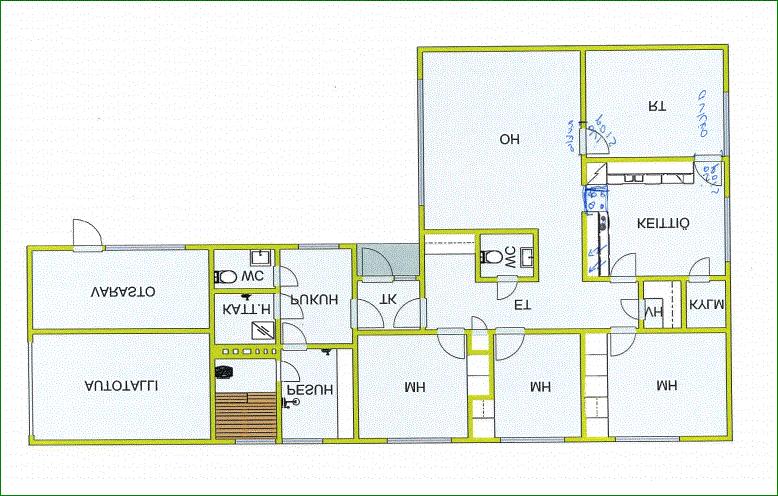 OH
RT
KEITTIÖ
WC
WC
VARASTO
KATT.H
PUKUH
TK
ET
VH
KYLM
AUTOTALLI
PESUH
MH
MH
MH